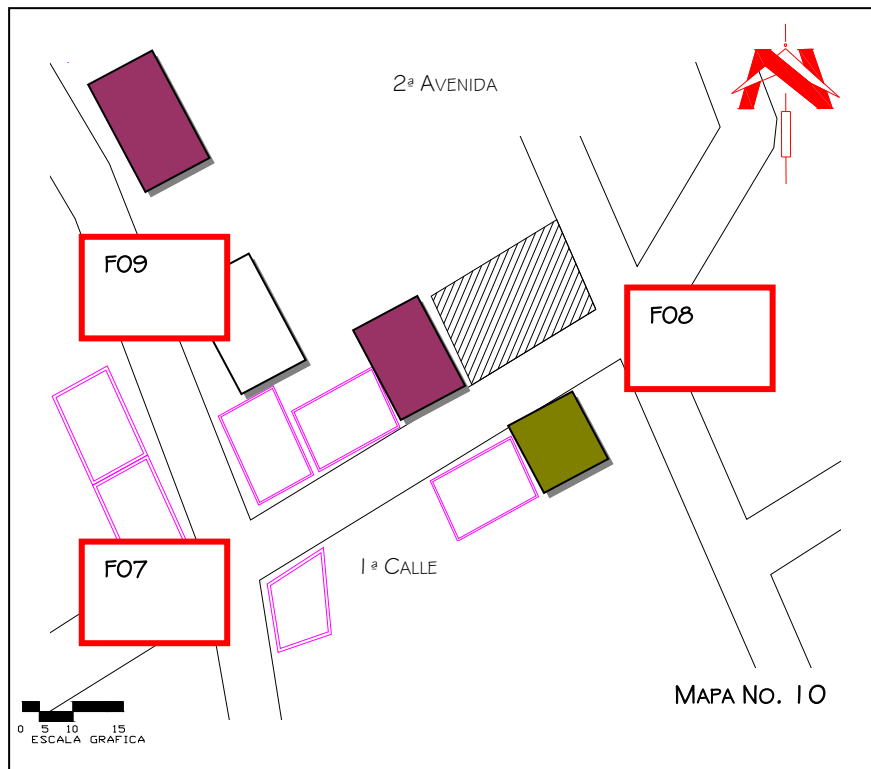 2ª AVENIDA
F09
F08
F07
1ª CALLE
MAPA NO. 10
0 5 10 15
ESCALA GRAFICA